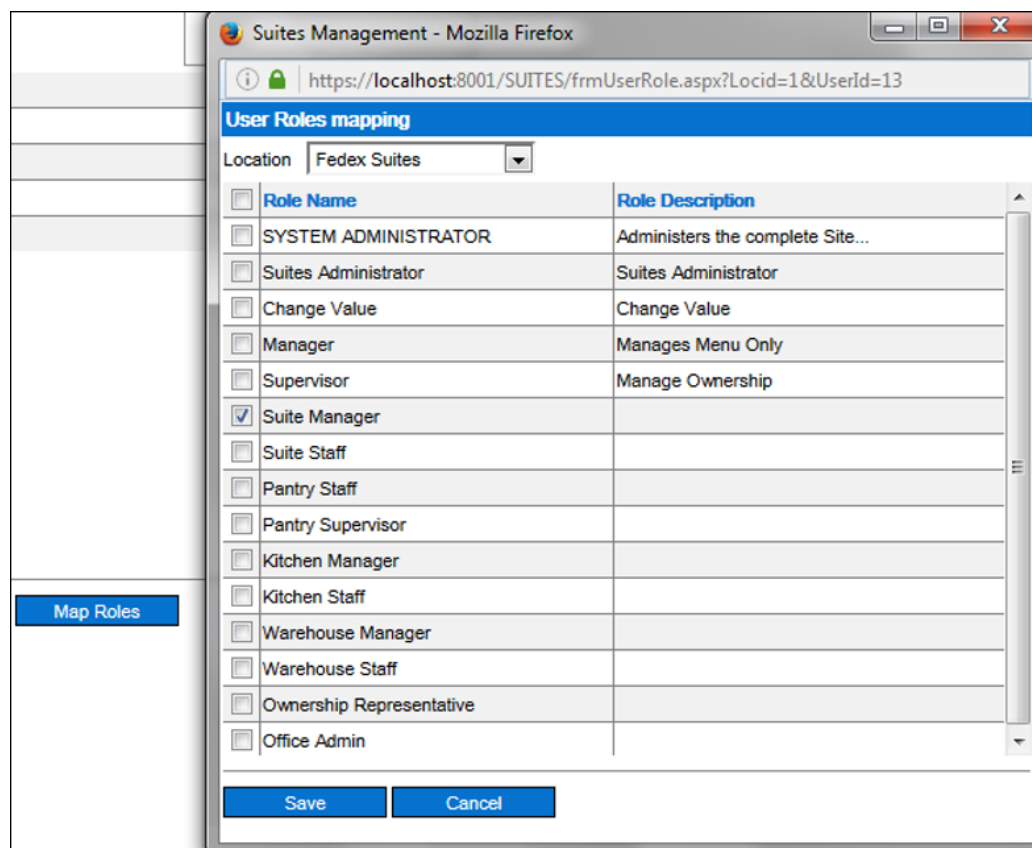 Suites Management - Mozilla Firefox
https://localhost:8001/SUITES/frmUserRole.aspx?Locid=1&UserId=13
User Roles mapping
Location Fedex Suites
Role Name Role Description
SYSTEM ADMINISTRATOR Administers the complete Site...
Suites Administrator Suites Administrator
Change Value Change Value
Manager Manages Menu Only
Supervisor Manage Ownership
Suite Manager
Suite Staff
Pantry Staff
Pantry Supervisor
Kitchen Manager
Kitchen Staff
Map Roles
Warehouse Manager
Warehouse Staff
Ownership Representative
Office Admin
Save Cancel